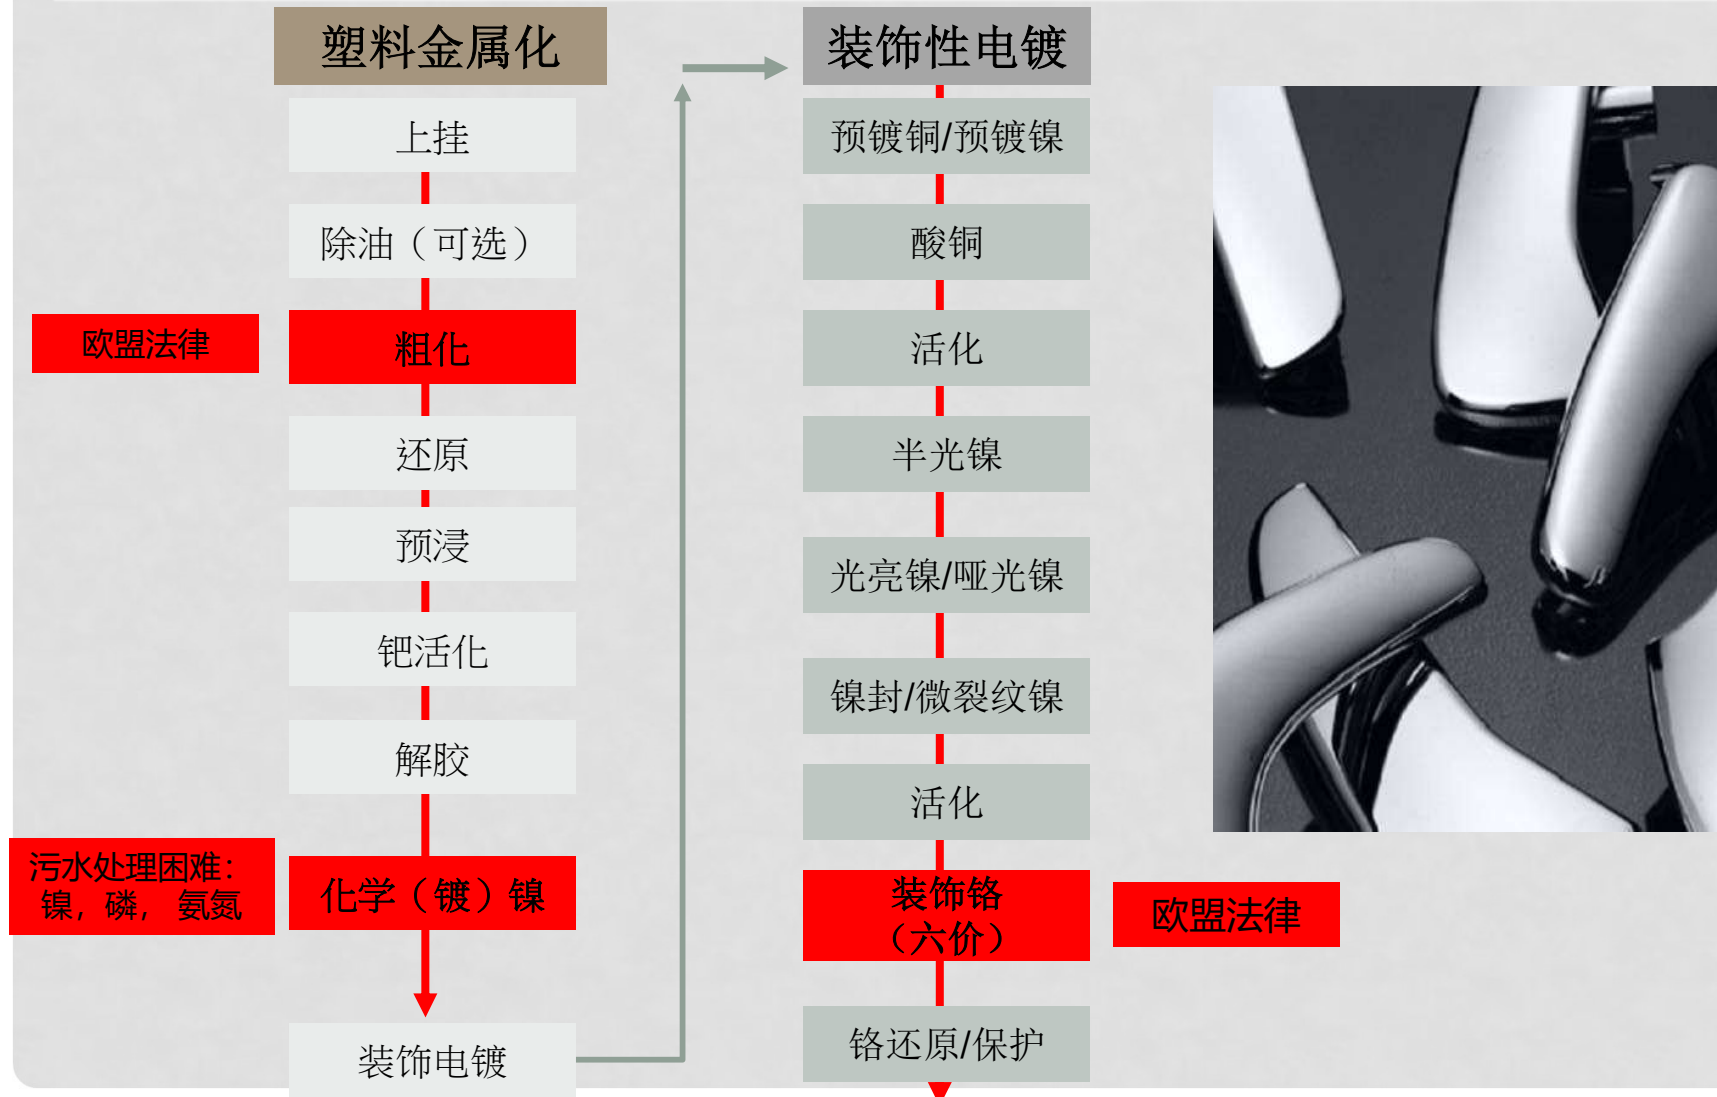 塑料金属化
上挂
除油（可选）
欧盟法律
粗化
还原
预浸
钯活化
解胶
污水处理困难：
镍，磷， 氨氮
化学（镀）镍
装饰电镀
装饰性电镀
预镀铜/预镀镍
酸铜
活化
半光镍
光亮镍/哑光镍
镍封/微裂纹镍
活化
装饰铬
（六价）
欧盟法律
铬还原/保护